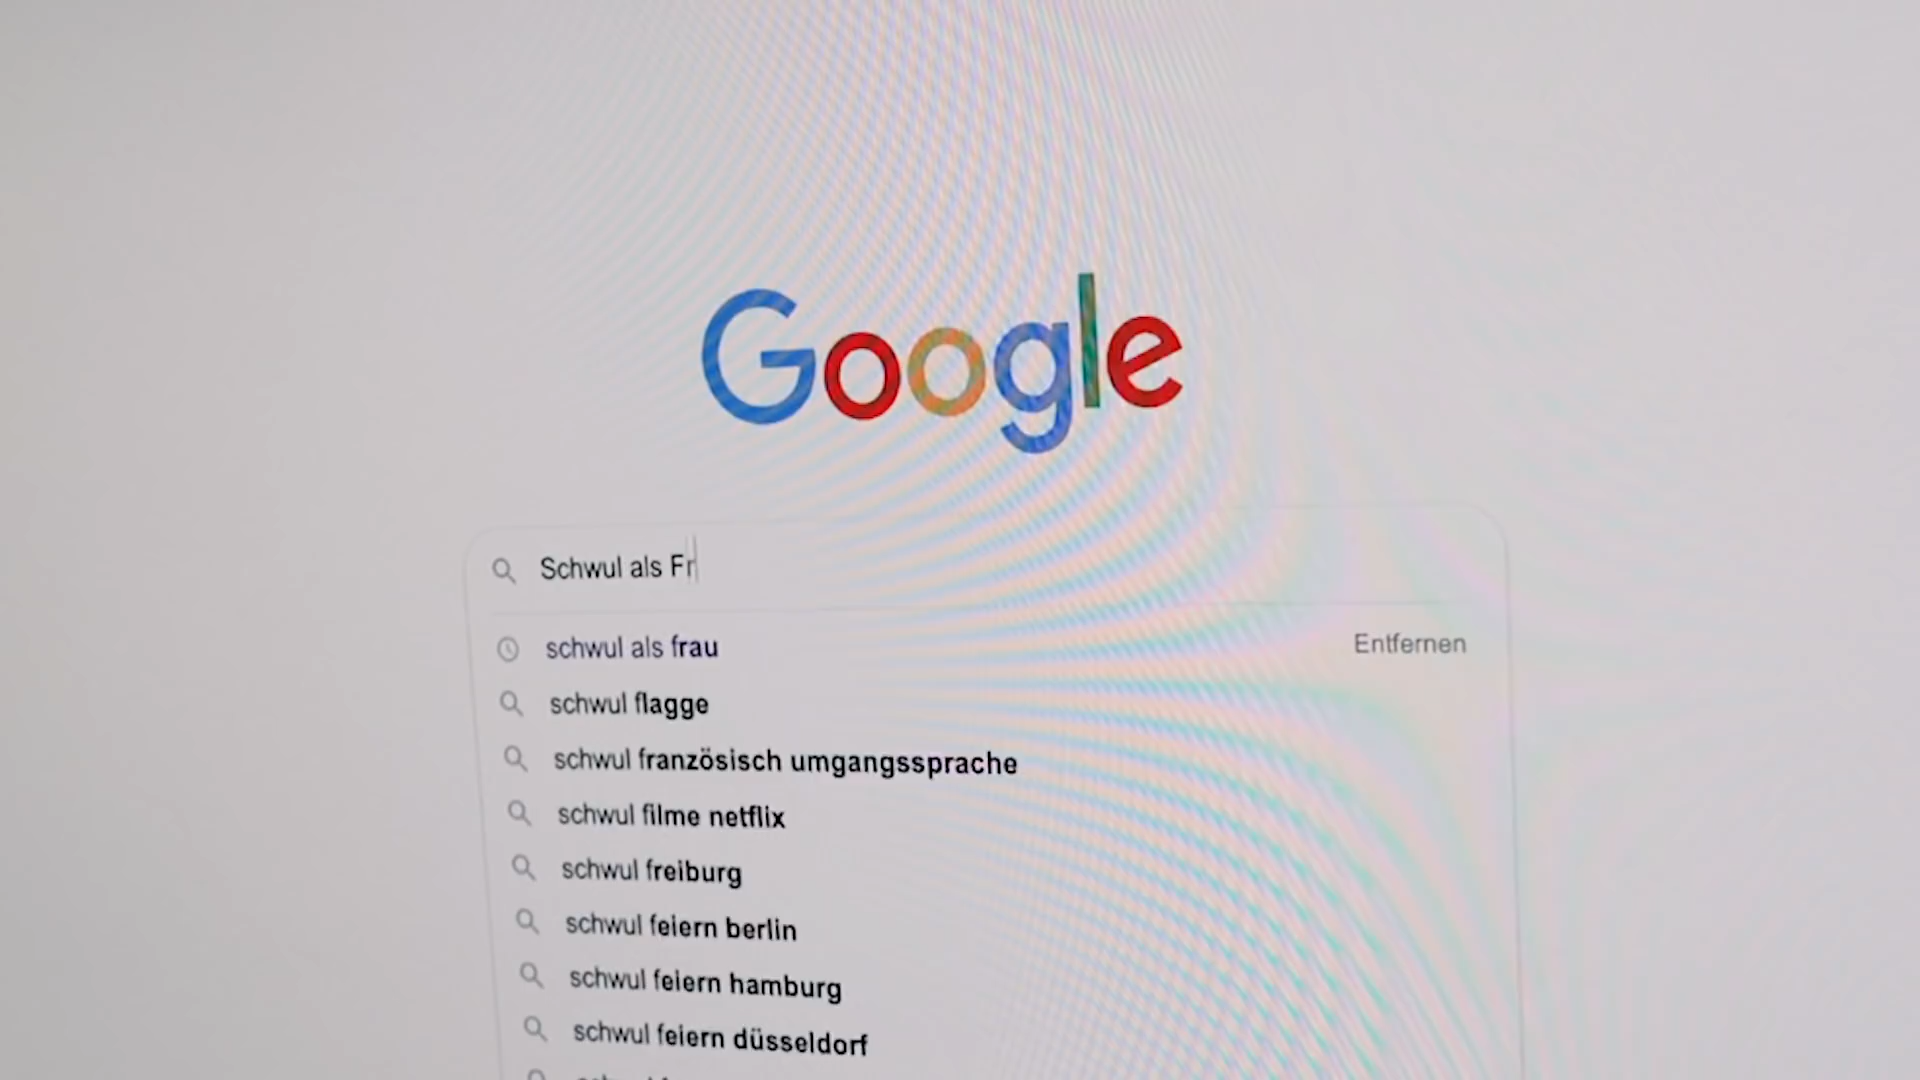 Google
Schwul als Fr
schwul als frau Entfernen
schwul flagge
schwul französisch umgangssprache
schwul filme netflix
schwul freiburg
schwul feiern berlin
schwul feiern hamburg
schwul feiern düsseldorf